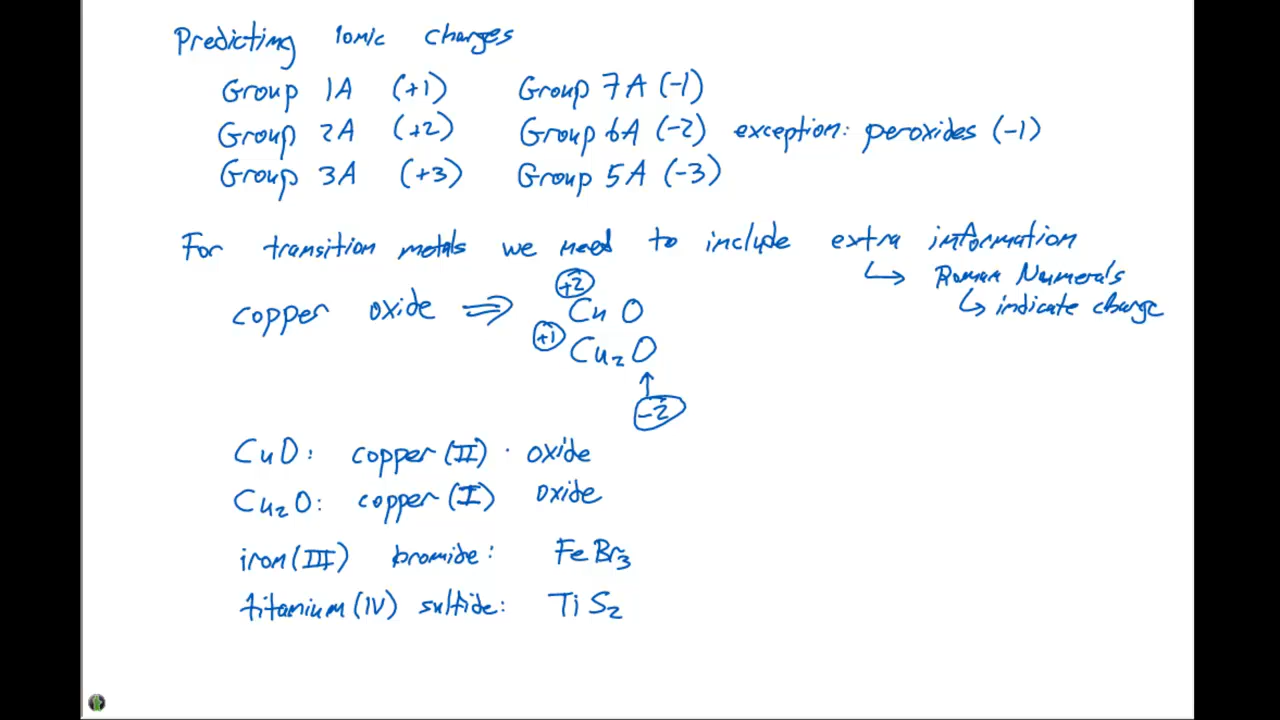 Predicting Ionic charges
Group 1A (+1) Group 7A (-1)
Group 2A (+2) Group 6A (-2) exception: peroxides (-1)
Group 3A (+3) Group 5A (-3)
For transition metals we need to include extra information
↳ Roman Numerals
↳ indicate charge
+2
copper oxide ⇒ CuO
+1
Cu₂O
↑
-2
CuO: copper (II) oxide
Cu₂O: copper (I) oxide
iron (III) bromide: FeBr₃
titanium (IV) sulfide: TiS₂